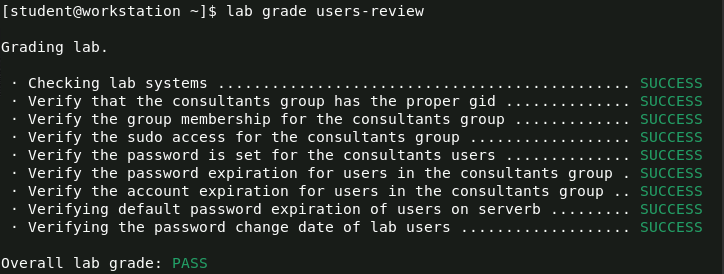 [student@workstation ~]$ lab grade users-review
Grading lab.
· Checking lab systems .............................................. SUCCESS
· Verify that the consultants group has the proper gid .............. SUCCESS
· Verify the group membership for the consultants group ............. SUCCESS
· Verify the sudo access for the consultants group .................. SUCCESS
· Verify the password is set for the consultants users .............. SUCCESS
· Verify the password expiration for users in the consultants group . SUCCESS
· Verify the account expiration for users in the consultants group .. SUCCESS
· Verifying default password expiration of users on serverb ......... SUCCESS
· Verifying the password change date of lab users ................... SUCCESS
Overall lab grade: PASS